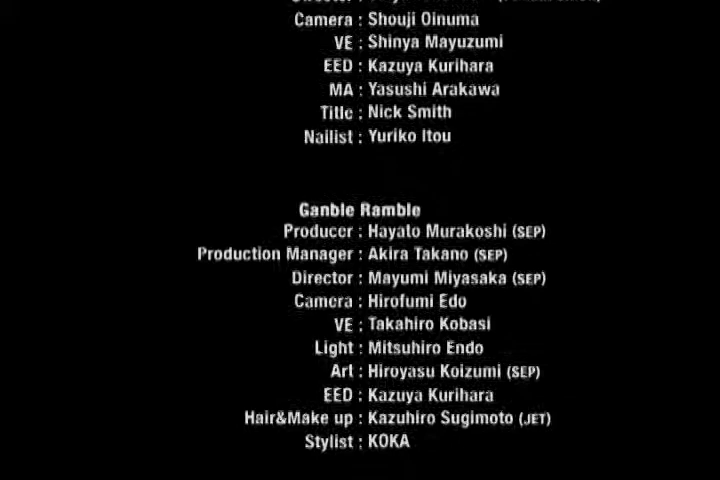 Camera : Shouji Oinuma
VE : Shinya Mayuzumi
EED : Kazuya Kurihara
MA : Yasushi Arakawa
Title : Nick Smith
Nailist : Yuriko Itou
Ganble Ramble
Producer : Hayato Murakoshi (SEP)
Production Manager : Akira Takano (SEP)
Director : Mayumi Miyasaka (SEP)
Camera : Hirofumi Edo
VE : Takahiro Kobasi
Light : Mitsuhiro Endo
Art : Hiroyasu Koizumi (SEP)
EED : Kazuya Kurihara
Hair&Make up : Kazuhiro Sugimoto (JET)
Stylist : KOKA